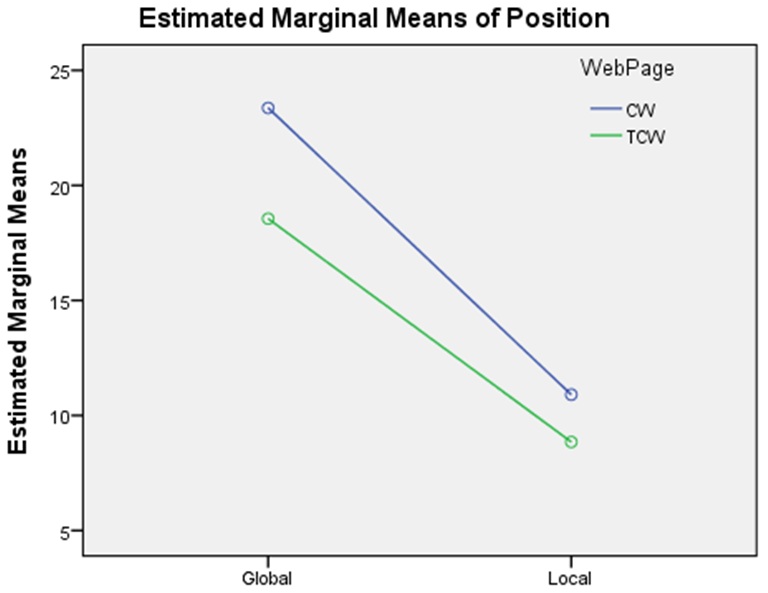 Estimated Marginal Means of Position
Estimated Marginal Means
25
20
15
10
5
WebPage
CW
TCW
Global
Local